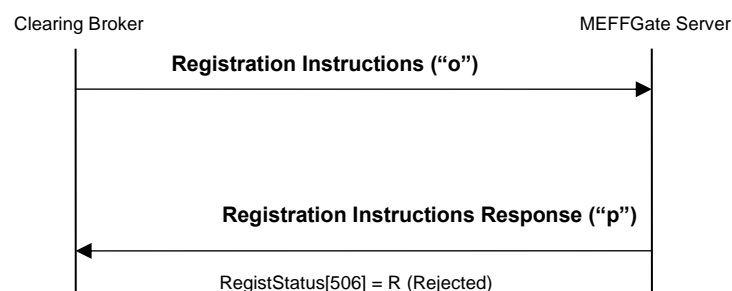 Clearing Broker
MEFFGate Server
Registration Instructions (“o”)
Registration Instructions Response (“p”)
RegistStatus[506] = R (Rejected)